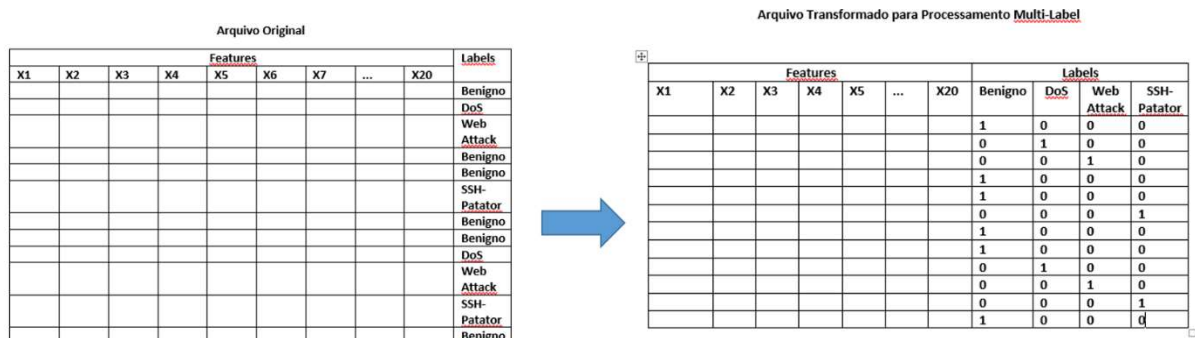 Arquivo Original
Features Labels
X1 X2 X3 X4 X5 X6 X7 ... X20
Benigno
DoS
Web
Attack
Benigno
Benigno
SSH-
Patator
Benigno
Benigno
DoS
Web
Attack
SSH-
Patator
Benigno
Arquivo Transformado para Processamento Multi-Label
Features Labels
X1 X2 X3 X4 X5 ... X20 Benigno DoS Web SSH-
Attack Patator
1 0 0 0
0 1 0 0
0 0 1 0
1 0 0 0
1 0 0 0
0 0 0 1
1 0 0 0
1 0 0 0
0 1 0 0
0 0 1 0
0 0 0 1
1 0 0 0